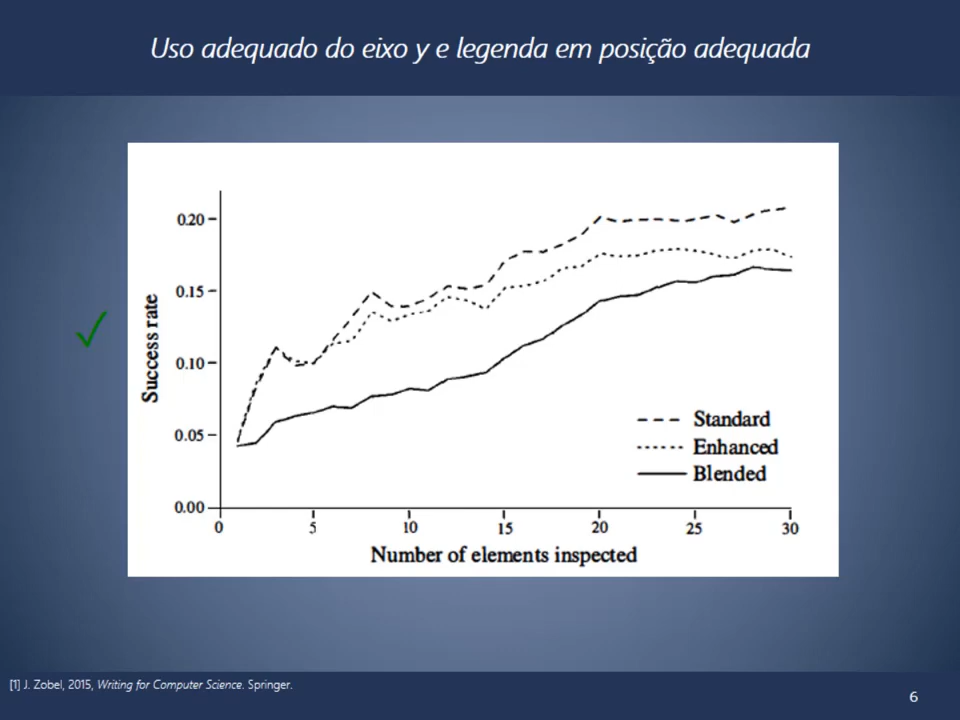 Uso adequado do eixo y e legenda em posição adequada
0.20
0.15
0.10
0.05
0.00
Success rate
Standard
Enhanced
Blended
0 5 10 15 20 25 30
Number of elements inspected
[1] J. Zobel, 2015, Writing for Computer Science. Springer.
6